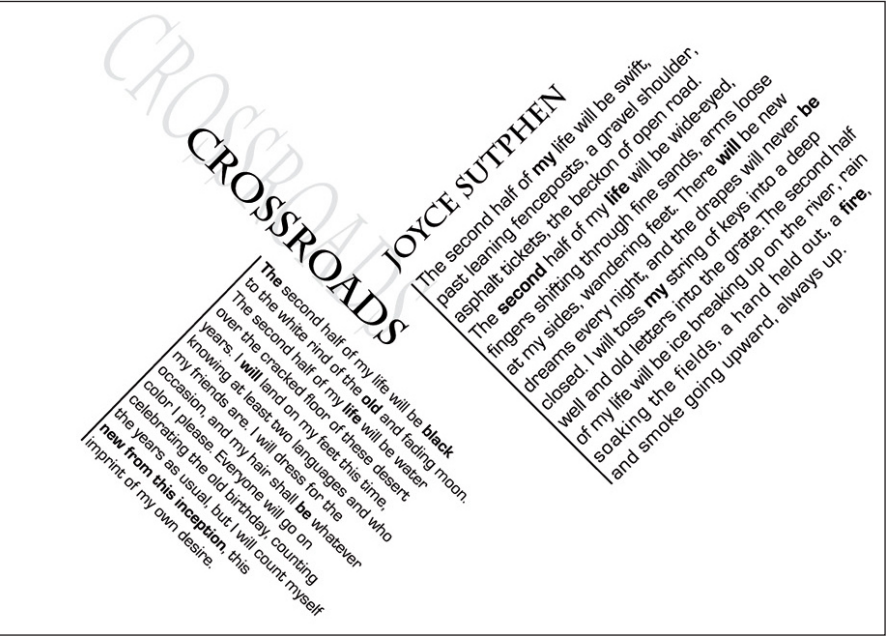 CROSSROADS
CROSSROADS
JOYCE SUTPHEN
The second half of my life will be black
to the white rind of the old and fading moon.
The second half of my life will be water
over the cracked floor of these desert
years. I will land on my feet this time,
knowing at least two languages and who
my friends are. I will dress for the
occasion, and my hair shall be whatever
color I please. Everyone will go on
celebrating the old birthday, counting
the years as usual, but I will count myself
new from this inception, this
imprint of my own desire.
The second half of my life will be swift,
past leaning fenceposts, a gravel shoulder,
asphalt tickets, the beckon of open road.
The second half of my life will be wide-eyed,
fingers shifting through fine sands, arms loose
at my sides, wandering feet. There will be new
dreams every night, and the drapes will never be
closed. I will toss my string of keys into a deep
well and old letters into the grate.The second half
of my life will be ice breaking up on the river, rain
soaking the fields, a hand held out, a fire,
and smoke going upward, always up.